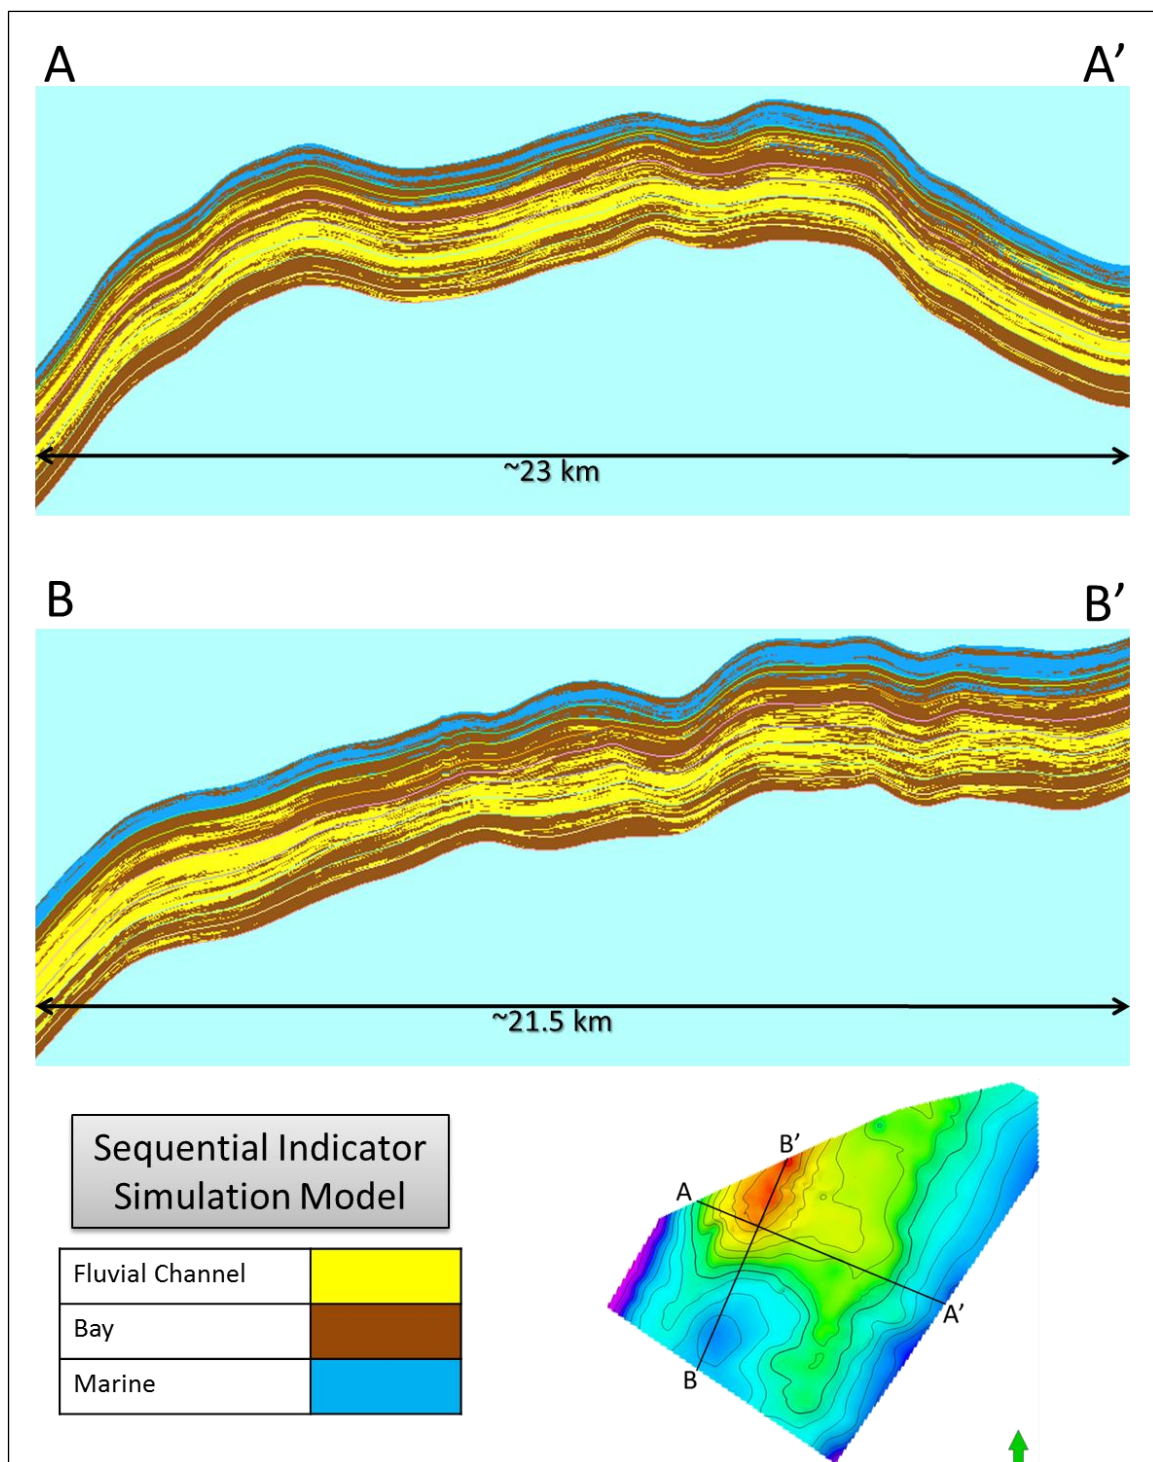 A A’
~23 km
B B’
~21.5 km
Sequential Indicator
Simulation Model
Fluvial Channel
Bay
Marine
B’
A
A’
B